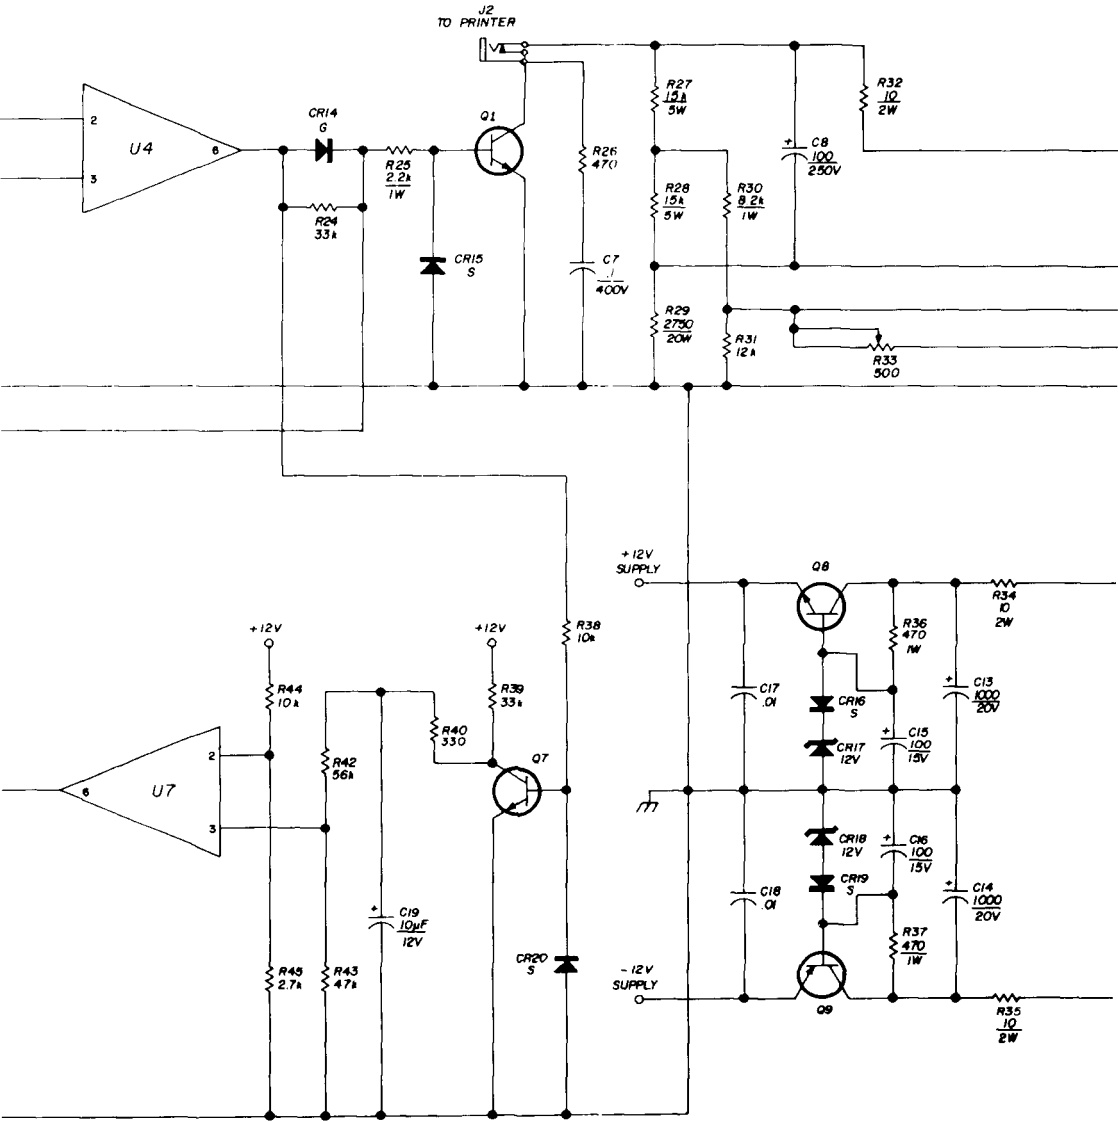 J2
TO PRINTER
U4
2
3
6
CR14
G
R24
33k
R25
2.2k
1W
Q1
CR15
S
R26
470
C7
.1
400V
R27
15k
5W
R28
15k
5W
R29
2750
20W
R30
8.2k
1W
R31
12k
+
C8
100
250V
R32
10
2W
R33
500
+12V
R44
10k
U7
2
3
6
R45
2.7k
R42
56k
R43
47k
+
C19
10µF
12V
R40
330
+12V
R39
33k
Q7
R38
10k
CR20
S
+12V
SUPPLY
Q8
C17
.01
CR16
S
CR17
12V
R36
470
1W
+
C15
100
15V
+
C13
1000
20V
R34
10
2W
C18
.01
CR18
12V
CR19
S
+
C16
100
15V
R37
470
1W
+
C14
1000
20V
-12V
SUPPLY
Q9
R35
10
2W